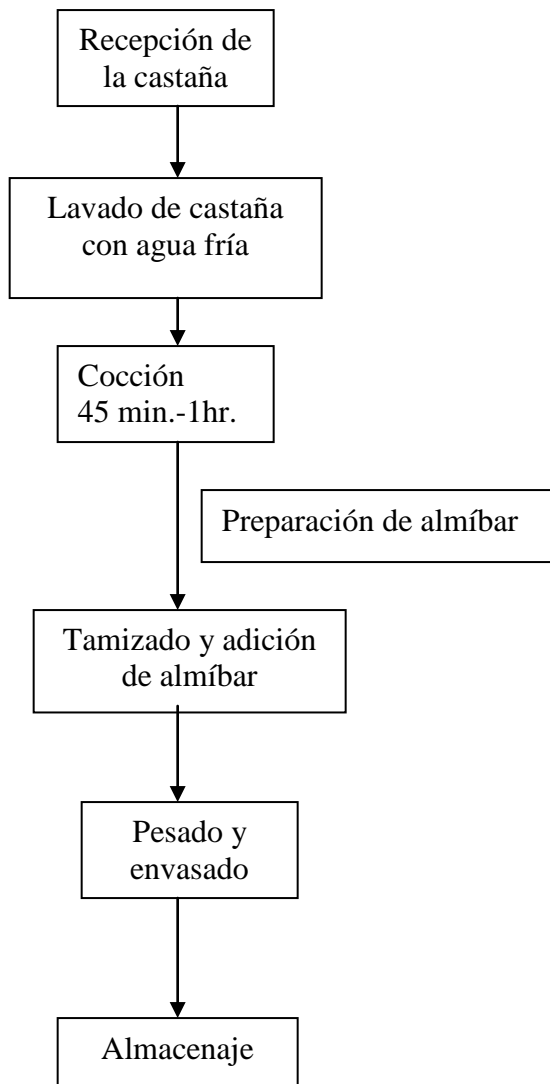 Recepción de
la castaña
Lavado de castaña
con agua fría
Cocción
45 min.-1hr.
Preparación de almíbar
Tamizado y adición
de almíbar
Pesado y
envasado
Almacenaje